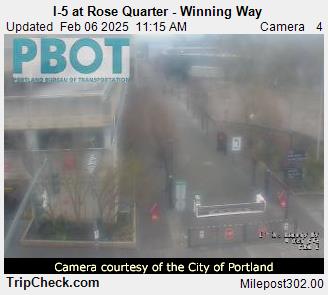 I-5 at Rose Quarter - Winning Way
Updated Feb 06 2025 11:15 AM Camera 4
PBOT
PORTLAND BUREAU OF TRANSPORTATION
Camera courtesy of the City of Portland
TripCheck.com Milepost302.00